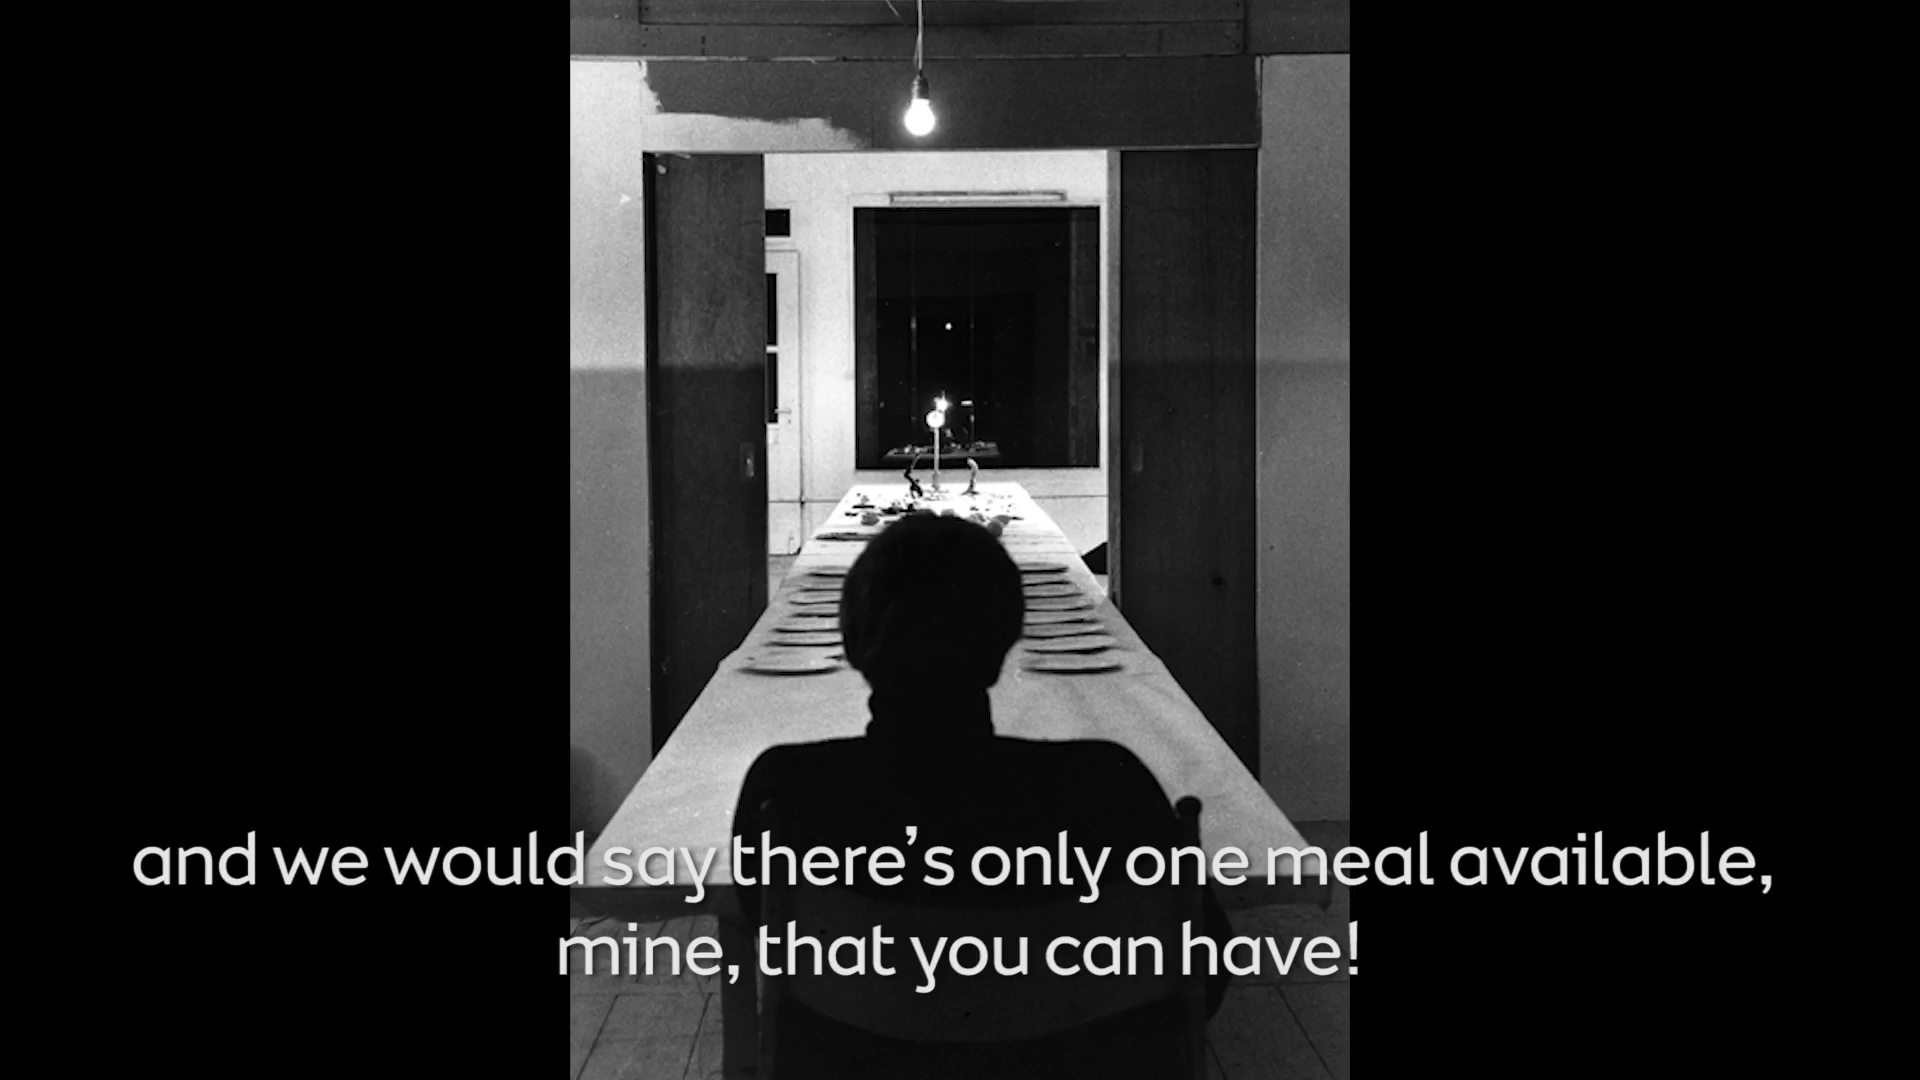 and we would say there’s only one meal available,
mine, that you can have!